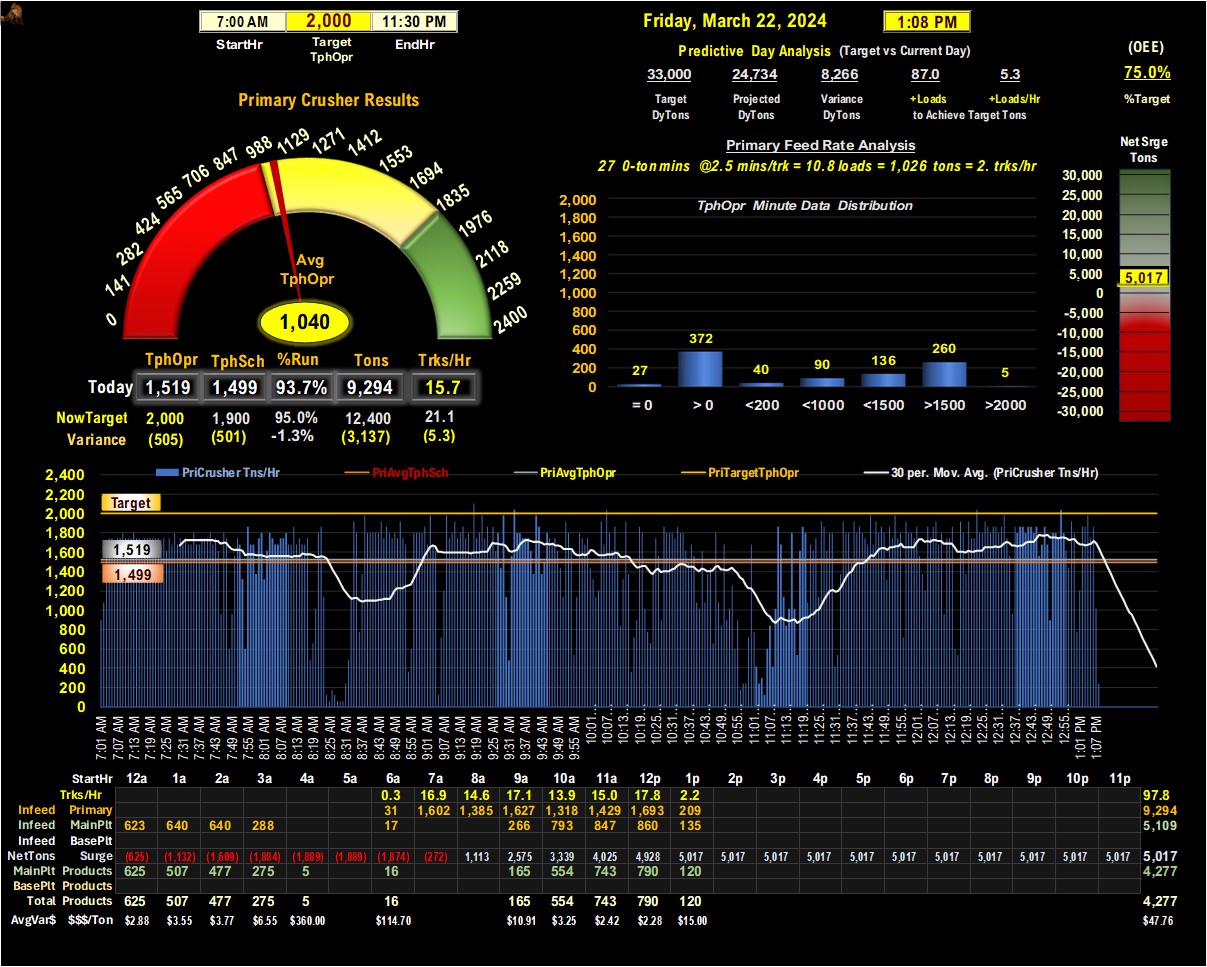 7:00 AM 2,000 11:30 PM
StartHr Target TphOpr EndHr
Friday, March 22, 2024 1:08 PM
Predictive Day Analysis (Target vs Current Day)
33,000 24,734 8,266 87.0 5.3
Target DyTons Projected DyTons Variance DyTons +Loads +Loads/Hr
to Achieve Target Tons
(OEE)
75.0%
%Target
Primary Crusher Results
0 141 282 424 565 706 847 988 1129 1271 1412 1553 1694 1835 1976 2118 2259 2400
Avg
TphOpr
1,040
TphOpr TphSch %Run Tons Trks/Hr
Today 1,519 1,499 93.7% 9,294 15.7
NowTarget 2,000 1,900 95.0% 12,400 21.1
Variance (505) (501) -1.3% (3,137) (5.3)
Primary Feed Rate Analysis
27 0-ton mins @2.5 mins/trk = 10.8 loads = 1,026 tons = 2. trks/hr
TphOpr Minute Data Distribution
2,000
1,800
1,600
1,400
1,200
1,000
800
600
400
200
0
27 372 40 90 136 260 5
= 0 > 0 <200 <1000 <1500 >1500 >2000
Net Srge
Tons
30,000
25,000
20,000
15,000
10,000
5,000
0
-5,000
-10,000
-15,000
-20,000
-25,000
-30,000
5,017
PriCrusher Tns/Hr PriAvgTphSch PriAvgTphOpr PriTargetTphOpr 30 per. Mov. Avg. (PriCrusher Tns/Hr)
2,400
2,200
2,000
1,800
1,600
1,400
1,200
1,000
800
600
400
200
0
Target
1,519
1,499
7:01 AM 7:07 AM 7:13 AM 7:19 AM 7:25 AM 7:31 AM 7:37 AM 7:43 AM 7:49 AM 7:55 AM 8:01 AM 8:07 AM 8:13 AM 8:19 AM 8:25 AM 8:31 AM 8:37 AM 8:43 AM 8:49 AM 8:55 AM 9:01 AM 9:07 AM 9:13 AM 9:19 AM 9:25 AM 9:31 AM 9:37 AM 9:43 AM 9:49 AM 9:55 AM 10:01... 10:07... 10:13... 10:19... 10:25... 10:31... 10:37... 10:43... 10:49... 10:55... 11:01... 11:07... 11:13... 11:19... 11:25... 11:31... 11:37... 11:43... 11:49... 11:55... 12:01... 12:07... 12:13... 12:19... 12:25... 12:31... 12:37... 12:43... 12:49... 12:55... 1:01 PM 1:07 PM
StartHr 12a 1a 2a 3a 4a 5a 6a 7a 8a 9a 10a 11a 12p 1p 2p 3p 4p 5p 6p 7p 8p 9p 10p 11p
Trks/Hr 0.3 16.9 14.6 17.1 13.9 15.0 17.8 2.2 97.8
Infeed Primary 31 1,602 1,385 1,627 1,318 1,429 1,693 209 9,294
Infeed MainPlt 623 640 640 288 17 266 793 847 860 135 5,109
Infeed BasePlt
NetTons Surge (625) (1,132) (1,609) (1,884) (1,889) (1,889) (1,874) (272) 1,113 2,575 3,339 4,025 4,928 5,017 5,017 5,017 5,017 5,017 5,017 5,017 5,017 5,017 5,017 5,017 5,017
MainPlt Products 625 507 477 275 5 16 165 554 743 790 120 4,277
BasePlt Products
Total Products 625 507 477 275 5 16 165 554 743 790 120 4,277
AvgVar$ $$$/Ton $2.88 $3.55 $3.77 $6.55 $360.00 $114.70 $10.91 $3.25 $2.42 $2.28 $15.00 $47.76